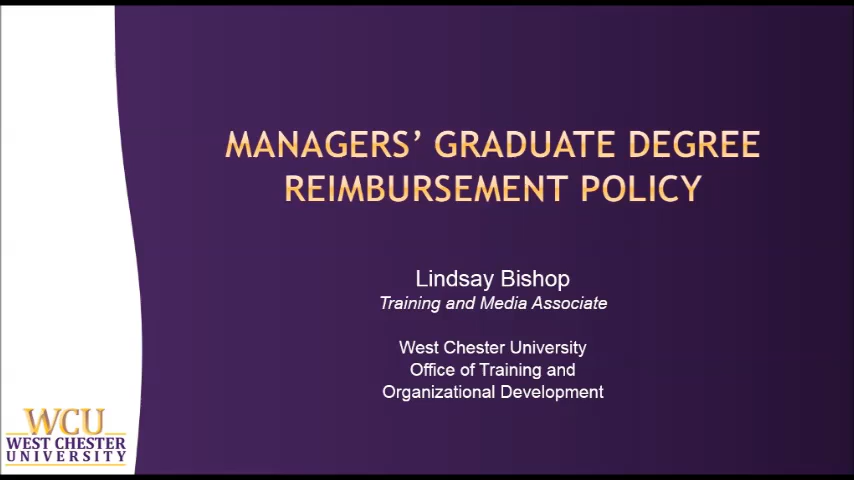 MANAGERS’ GRADUATE DEGREE
REIMBURSEMENT POLICY
Lindsay Bishop
Training and Media Associate
West Chester University
Office of Training and
Organizational Development
WCU
WEST CHESTER
UNIVERSITY